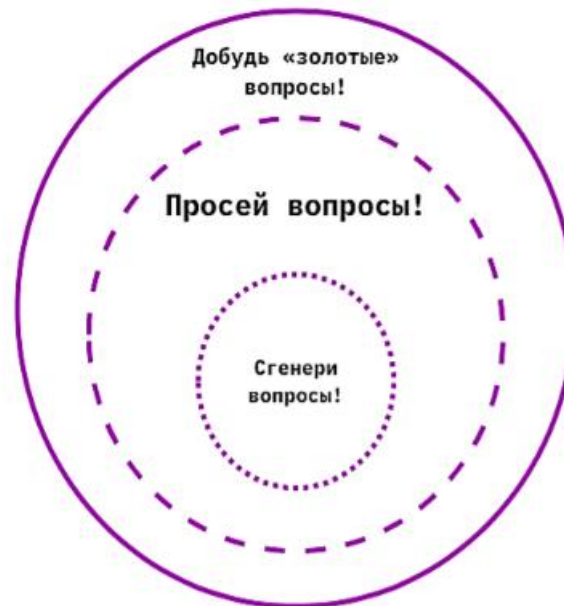 Добудь «золотые»
вопросы!
Просей вопросы!
Сгенери
вопросы!